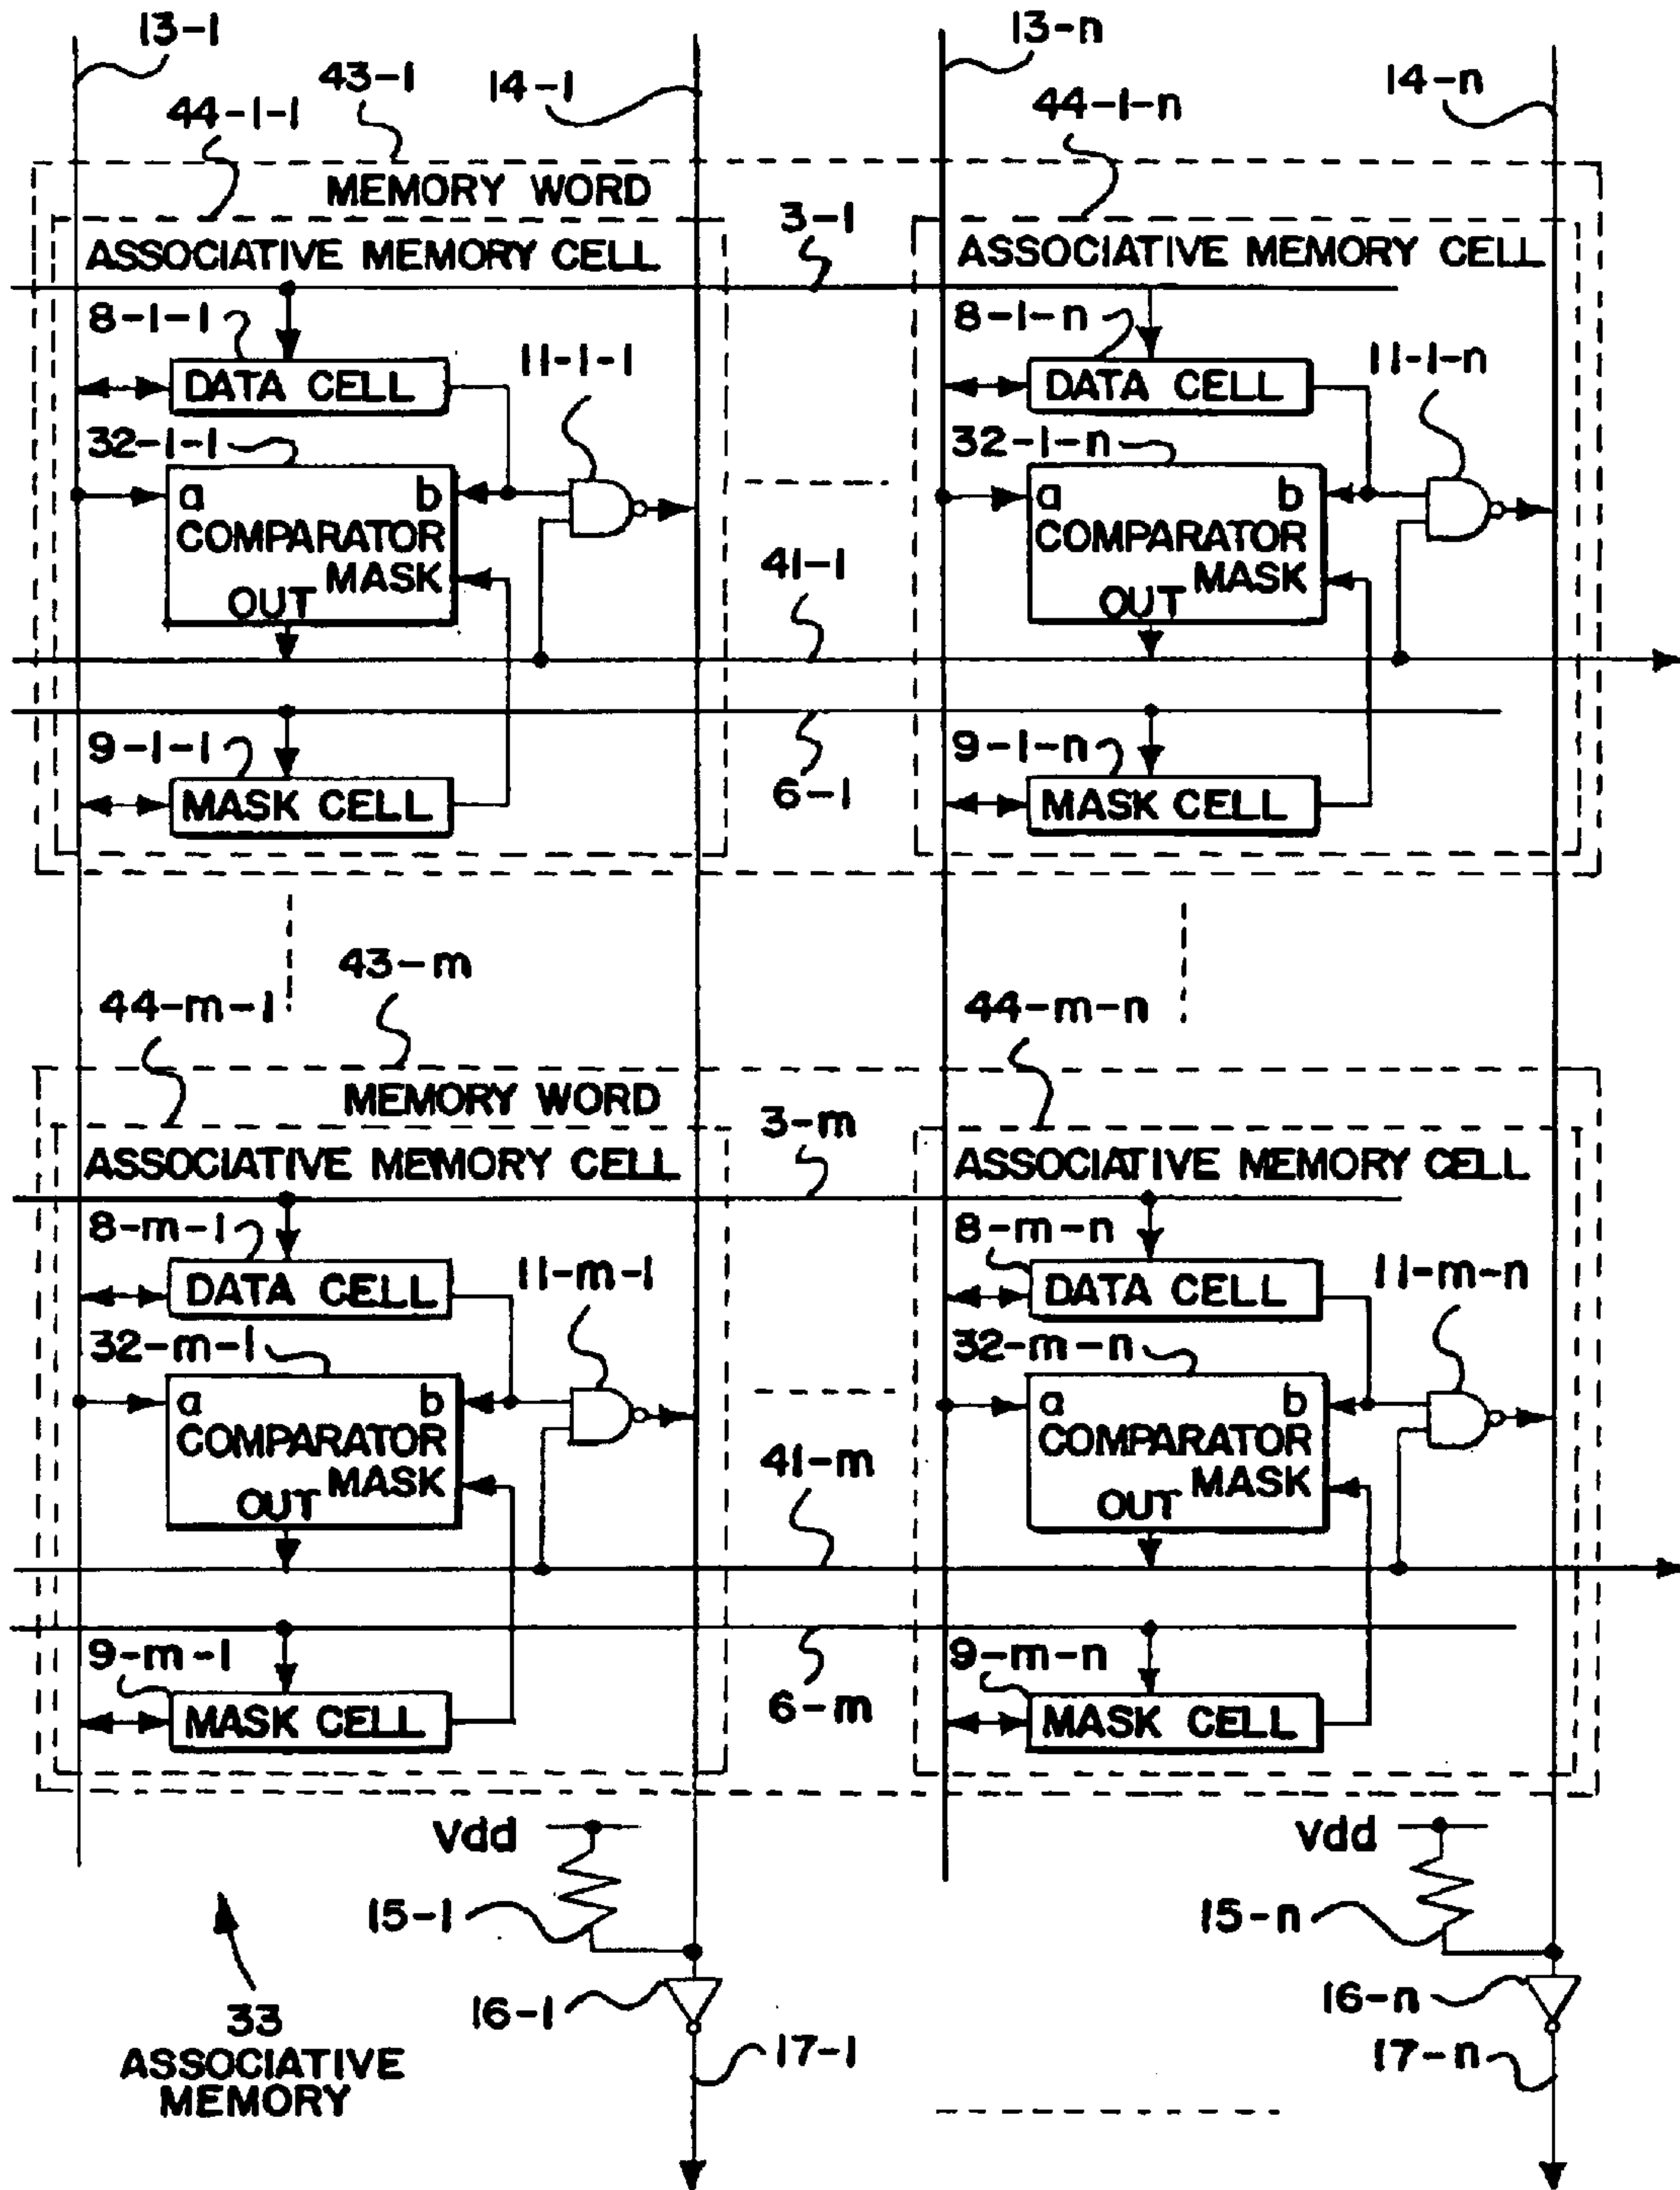 13-1
13-n
43-1
14-1
14-n
44-1-1
44-1-n
MEMORY WORD
3-1
ASSOCIATIVE MEMORY CELL
ASSOCIATIVE MEMORY CELL
8-1-1
8-1-n
11-1-1
11-1-n
DATA CELL
DATA CELL
32-1-1
32-1-n
a b
a b
COMPARATOR
COMPARATOR
MASK
MASK
OUT
OUT
41-1
9-1-1
9-1-n
6-1
MASK CELL
MASK CELL
43-m
44-m-1
44-m-n
MEMORY WORD
3-m
ASSOCIATIVE MEMORY CELL
ASSOCIATIVE MEMORY CELL
8-m-1
8-m-n
11-m-1
11-m-n
DATA CELL
DATA CELL
32-m-1
32-m-n
a b
a b
COMPARATOR
COMPARATOR
MASK
MASK
OUT
OUT
41-m
9-m-1
9-m-n
6-m
MASK CELL
MASK CELL
Vdd
Vdd
15-1
15-n
16-1
16-n
33
17-1
17-n
ASSOCIATIVE
MEMORY